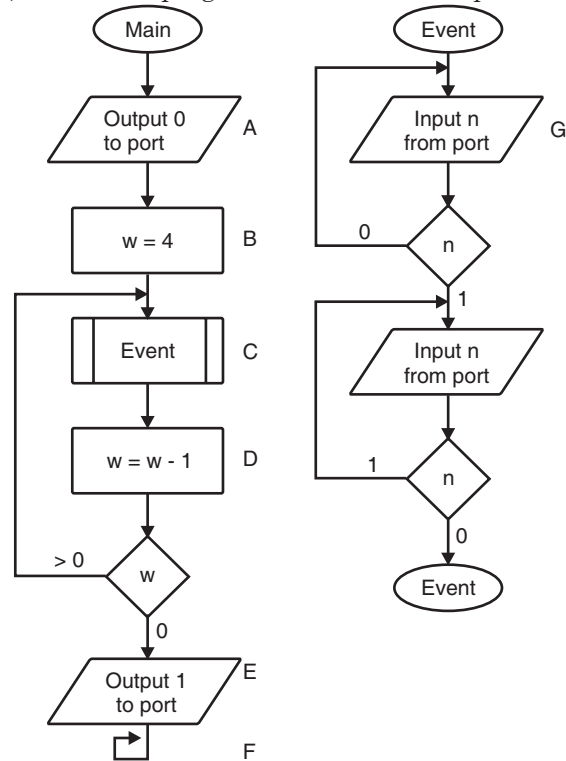 Main
Output 0
to port
A
w = 4
B
Event
C
w = w - 1
D
> 0
w
0
Output 1
to port
E
F
Event
Input n
from port
G
0
n
1
Input n
from port
1
n
0
Event